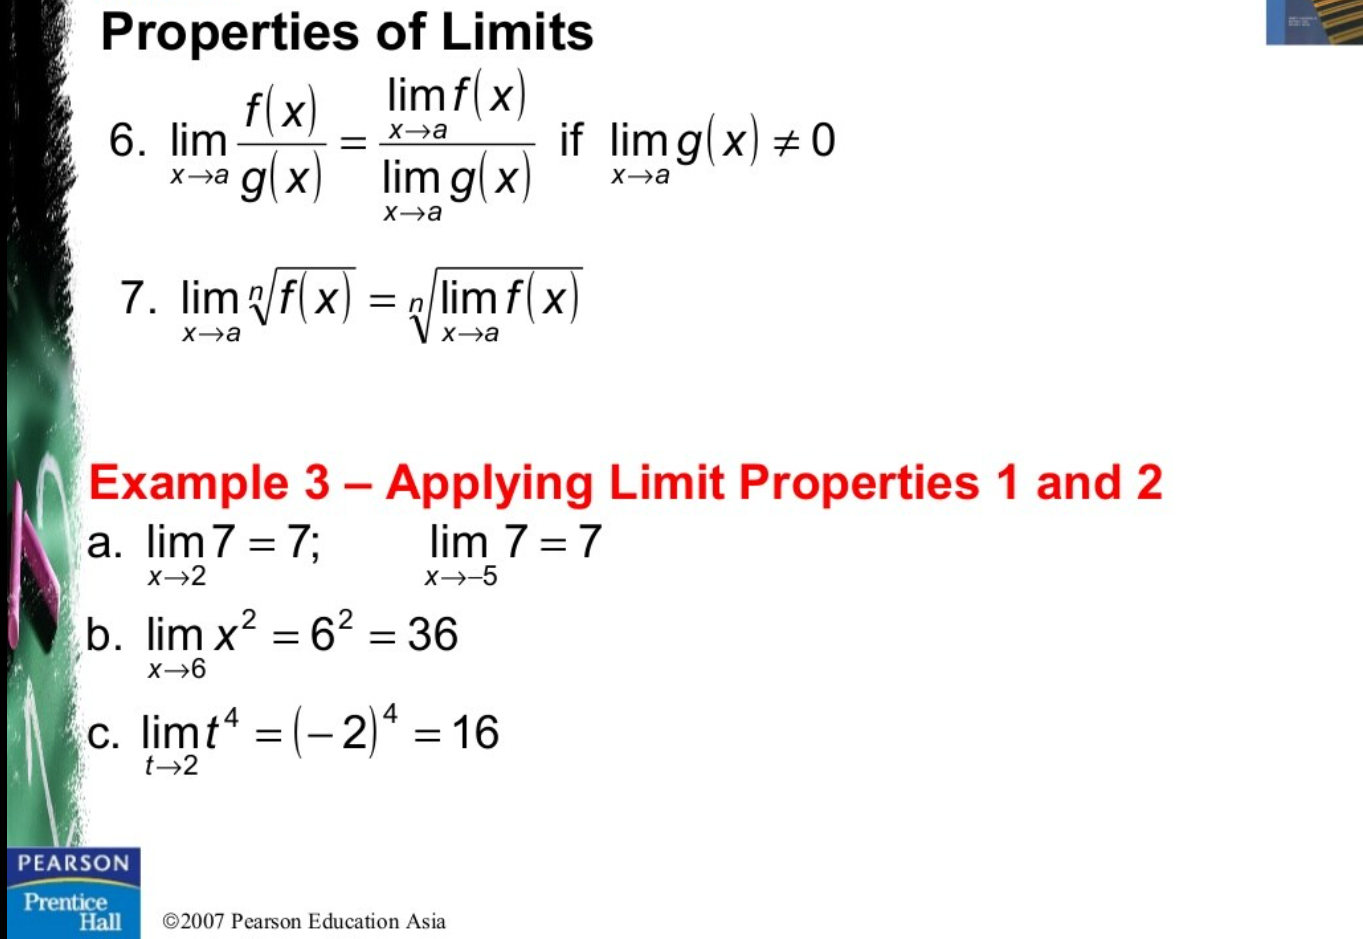 Properties of Limits
6. lim_{x→a} f(x)/g(x) = lim_{x→a} f(x) / lim_{x→a} g(x) if lim_{x→a} g(x) ≠ 0
7. lim_{x→a} ⁿ√f(x) = ⁿ√lim_{x→a} f(x)
Example 3 – Applying Limit Properties 1 and 2
a. lim_{x→2} 7 = 7; lim_{x→–5} 7 = 7
b. lim_{x→6} x² = 6² = 36
c. lim_{t→2} t⁴ = (–2)⁴ = 16
PEARSON
Prentice
Hall
©2007 Pearson Education Asia